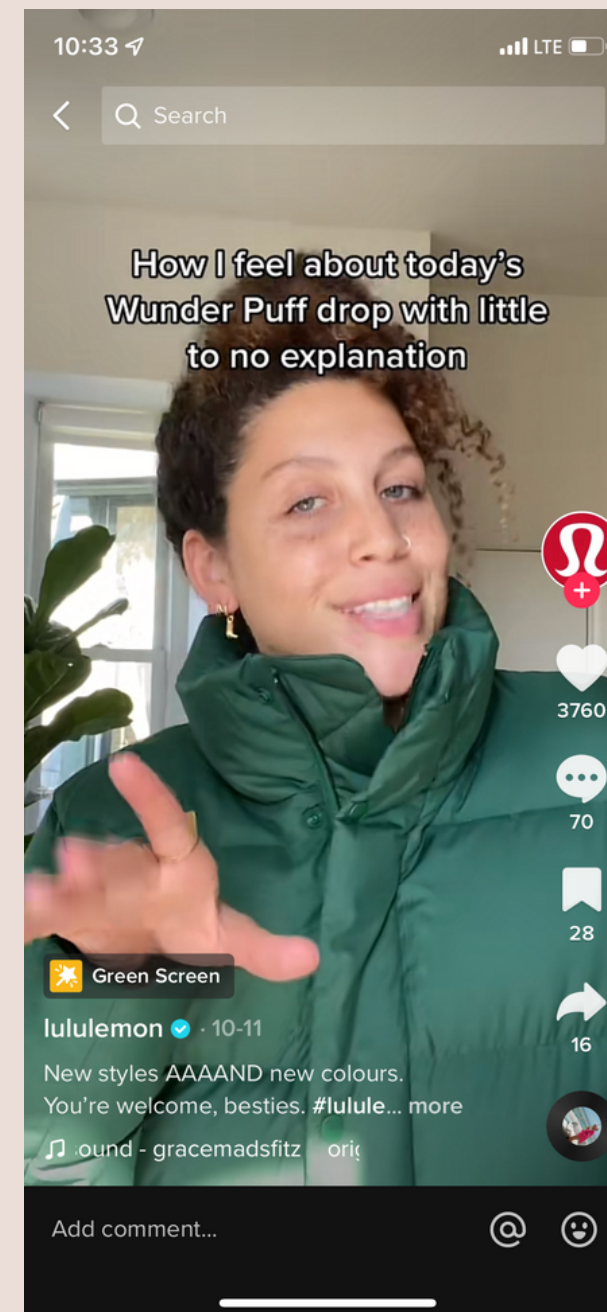 10:33
LTE
Search
How I feel about today's
Wunder Puff drop with little
to no explanation
3760
70
28
16
Green Screen
lululemon · 10-11
New styles AAAAND new colours.
You're welcome, besties. #lulule... more
ound - gracemadsfitz orig
Add comment...